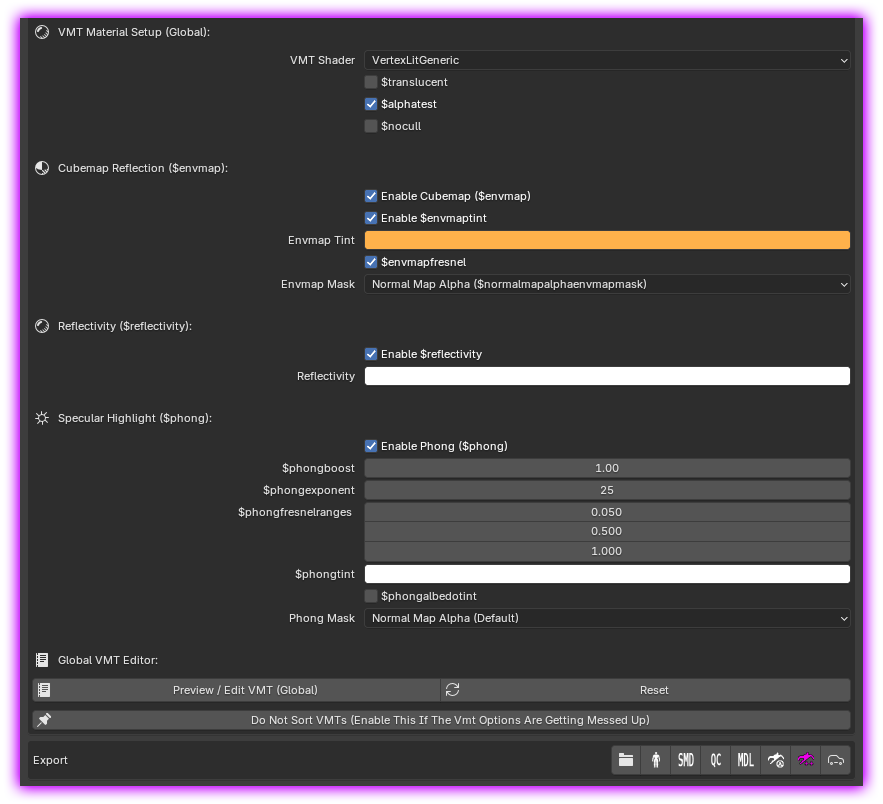 VMT Material Setup (Global):
VMT Shader VertexLitGeneric
$translucent
$alphatest
$nocull
Cubemap Reflection ($envmap):
Enable Cubemap ($envmap)
Enable $envmaptint
Envmap Tint
$envmapfresnel
Envmap Mask Normal Map Alpha ($normalmapalphaenvmapmask)
Reflectivity ($reflectivity):
Enable $reflectivity
Reflectivity
Specular Highlight ($phong):
Enable Phong ($phong)
$phongboost 1.00
$phongexponent 25
$phongfresnelranges 0.050
0.500
1.000
$phongtint
$phongalbedotint
Phong Mask Normal Map Alpha (Default)
Global VMT Editor:
Preview / Edit VMT (Global) Reset
Do Not Sort VMTs (Enable This If The Vmt Options Are Getting Messed Up)
Export SMD QC MDL